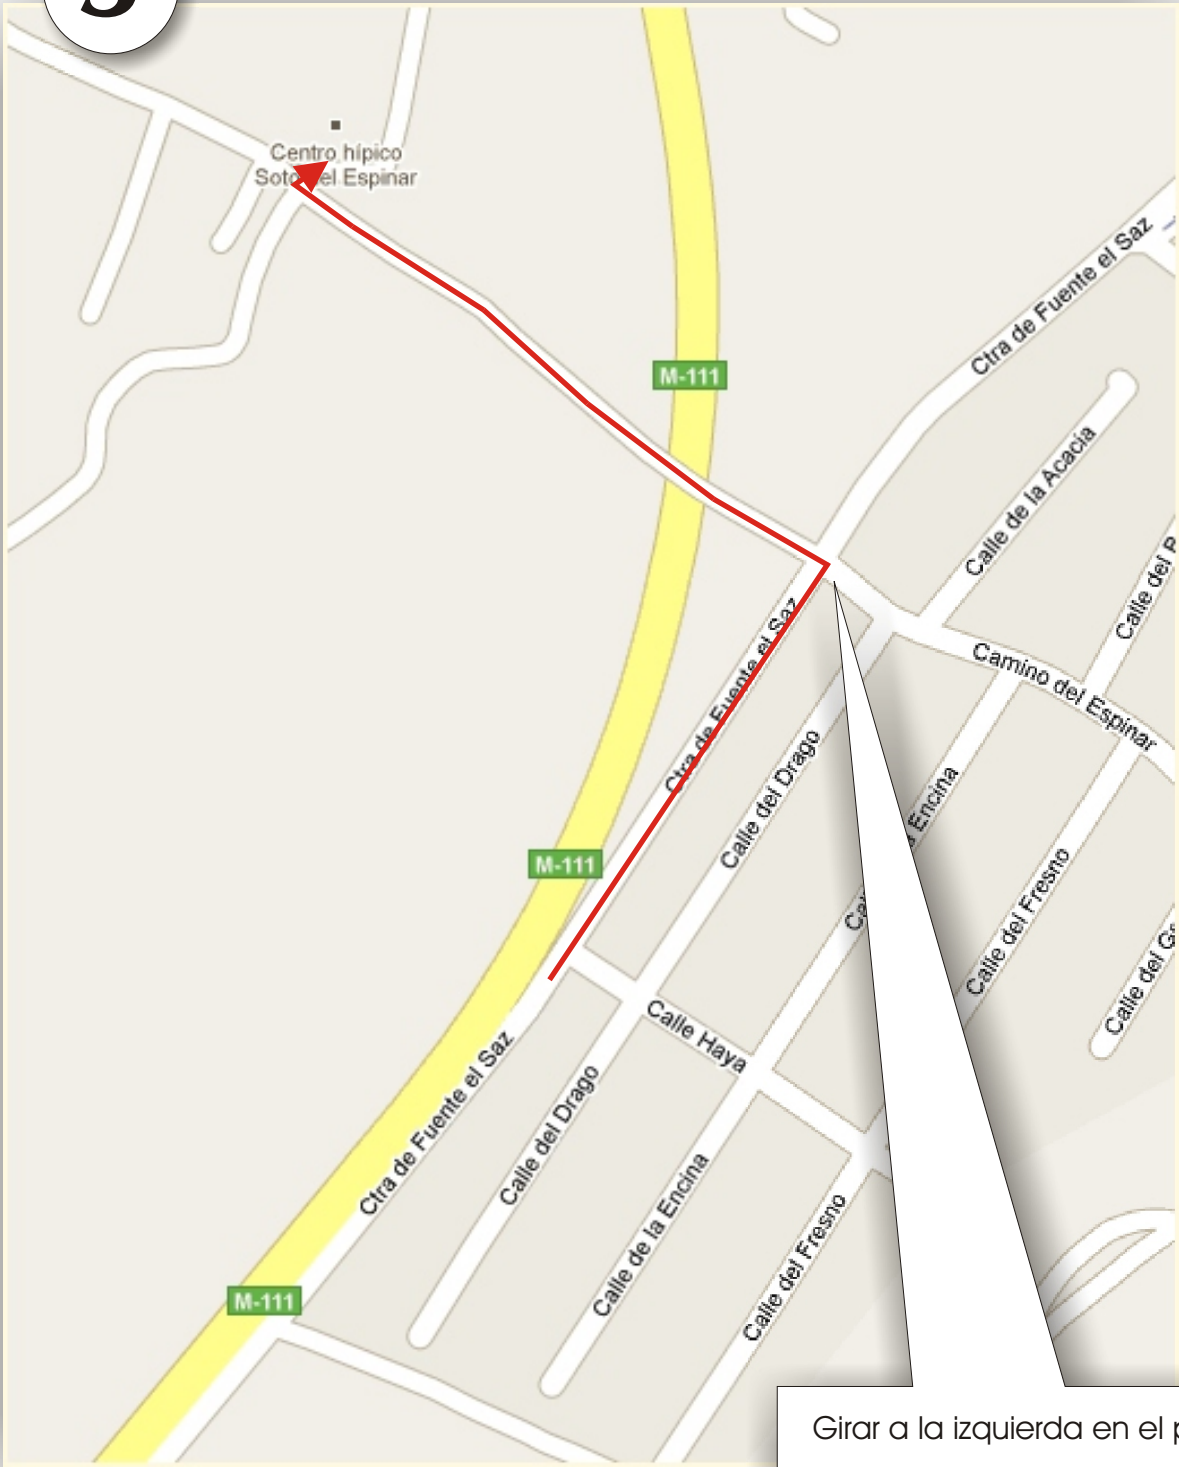 Centro hípico
Soto del Espinar
M-111
Ctra de Fuente el Saz
Calle de la Acacia
Calle del
Ctra de Fuente el Saz
Camino del Espinar
Calle del Drago
Encina
M-111
Calle del Fresno
Calle del
Calle Haya
Ctra de Fuente el Saz
Calle del Drago
Calle de la Encina
Calle del Fresno
M-111
Girar a la izquierda en el